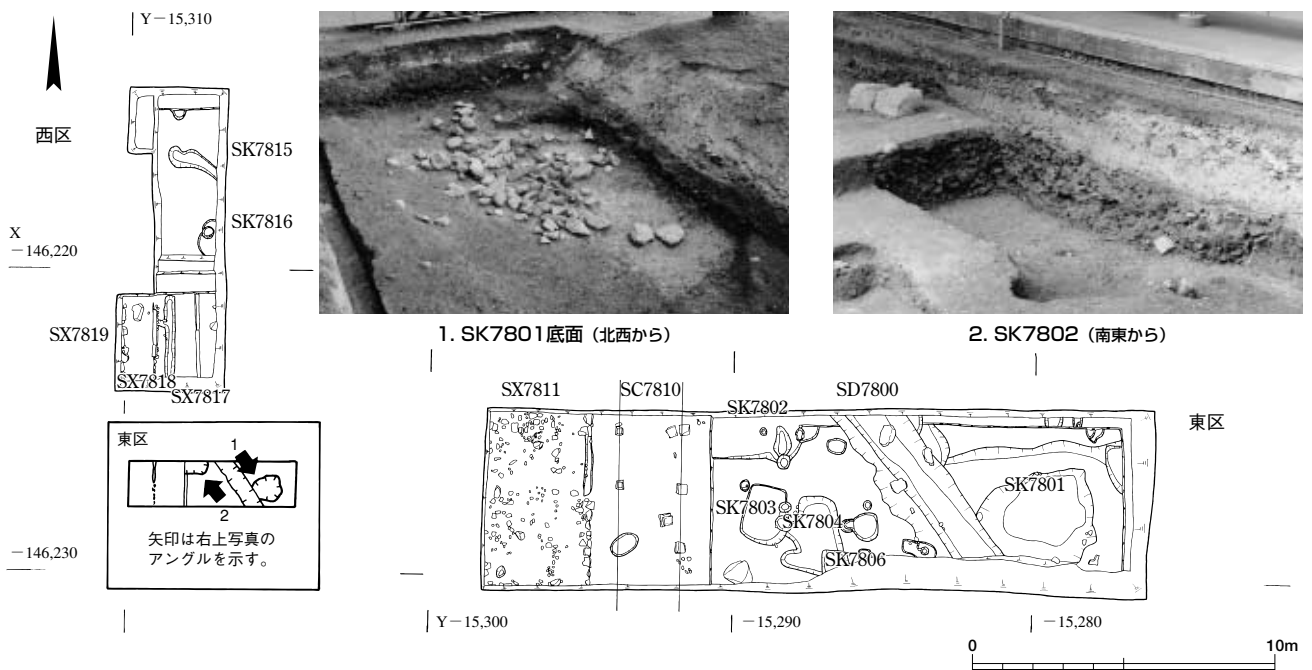 Y−15,310
西区
SK7815
SK7816
X
−146,220
SX7819
SX7818
SX7817
1. SK7801底面（北西から）
2. SK7802（南東から）
SX7811
SC7810
SK7802
SD7800
東区
SK7801
SK7803
SK7804
SK7806
東区
1
2
矢印は右上写真の
アングルを示す。
−146,230
Y−15,300
−15,290
−15,280
0
10m